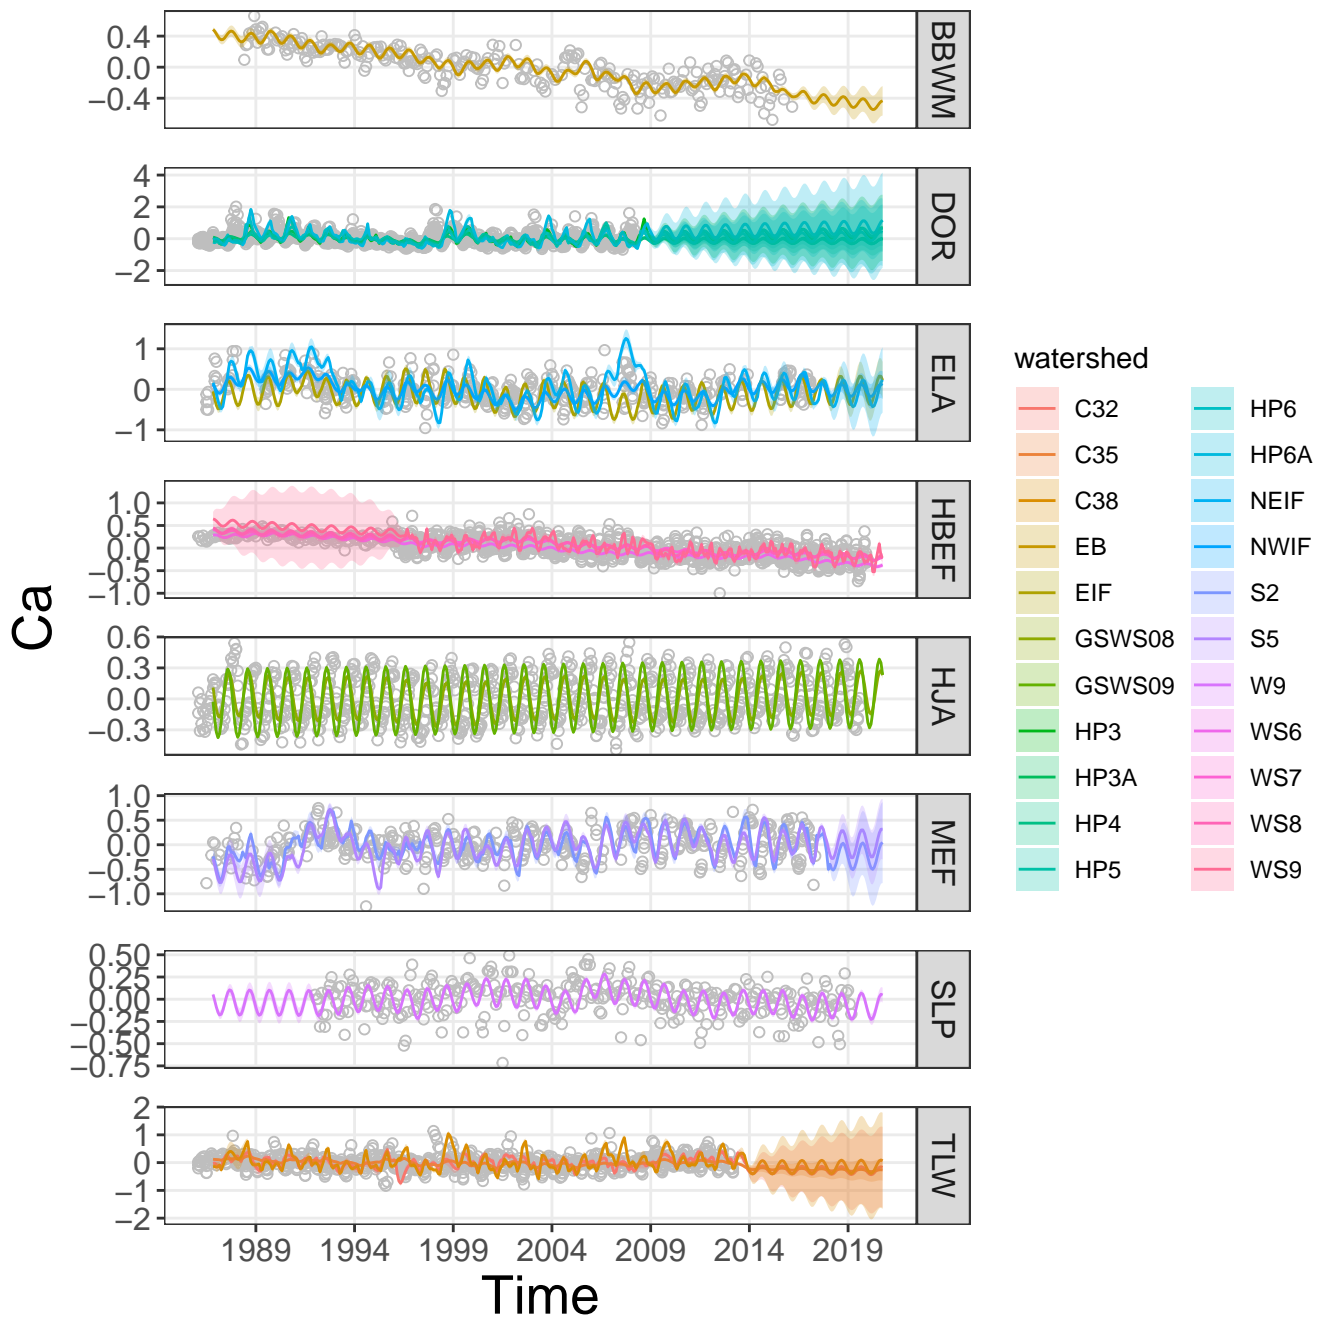 Ca
0.4
0.0
−0.4
BBWM
4
2
0
−2
DOR
1
0
−1
ELA
1.0
0.5
0.0
−0.5
−1.0
HBEF
0.6
0.3
0.0
−0.3
HJA
1.0
0.5
0.0
−0.5
−1.0
MEF
0.50
0.25
0.00
−0.25
−0.50
−0.75
SLP
2
1
0
−1
−2
TLW
1989 1994 1999 2004 2009 2014 2019
Time
watershed
C32
C35
C38
EB
EIF
GSWS08
GSWS09
HP3
HP3A
HP4
HP5
HP6
HP6A
NEIF
NWIF
S2
S5
W9
WS6
WS7
WS8
WS9